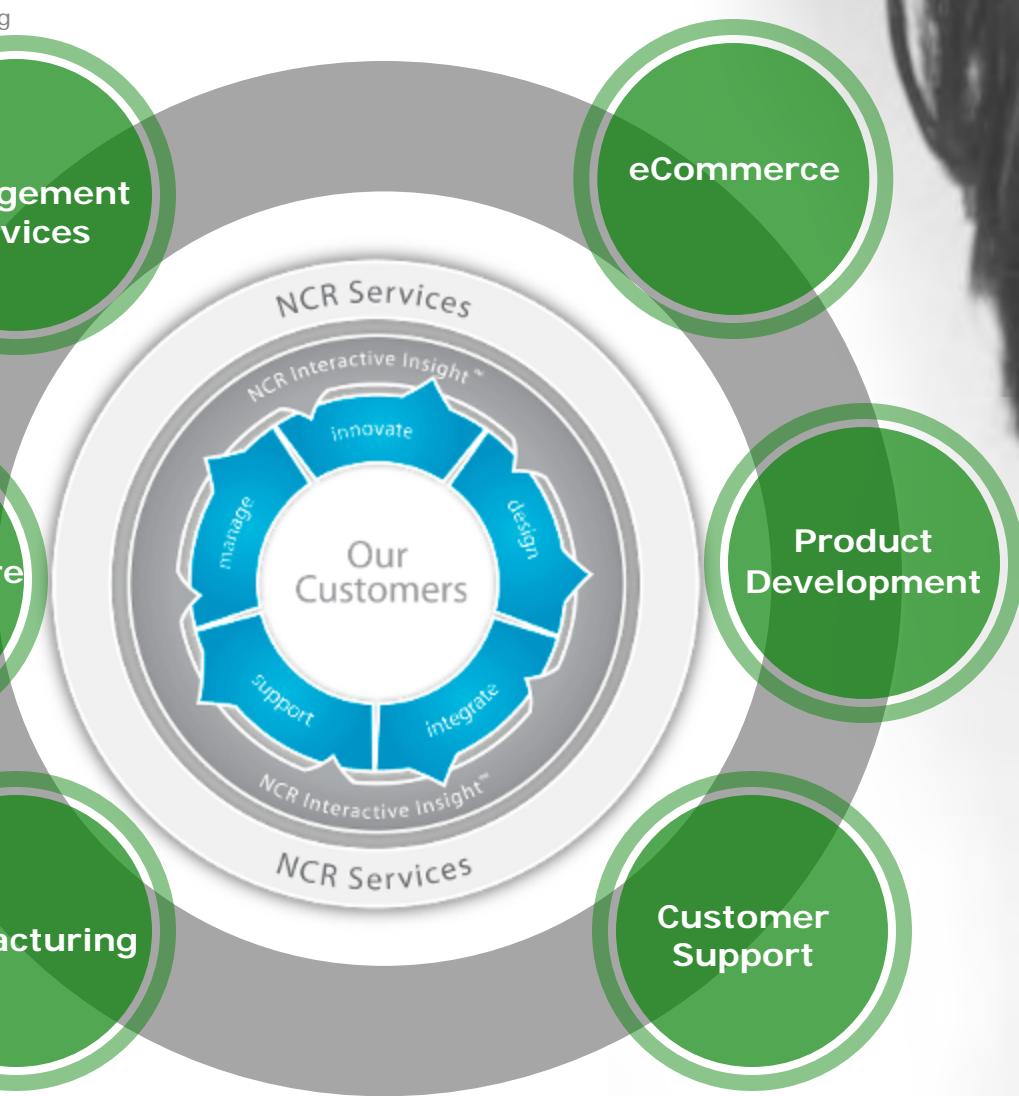 g
gement
vices
eCommerce
NCR Services
NCR Interactive Insight™
innovate
manage
design
Our
Customers
re
Product
Development
support
integrate
NCR Interactive Insight™
NCR Services
acturing
Customer
Support